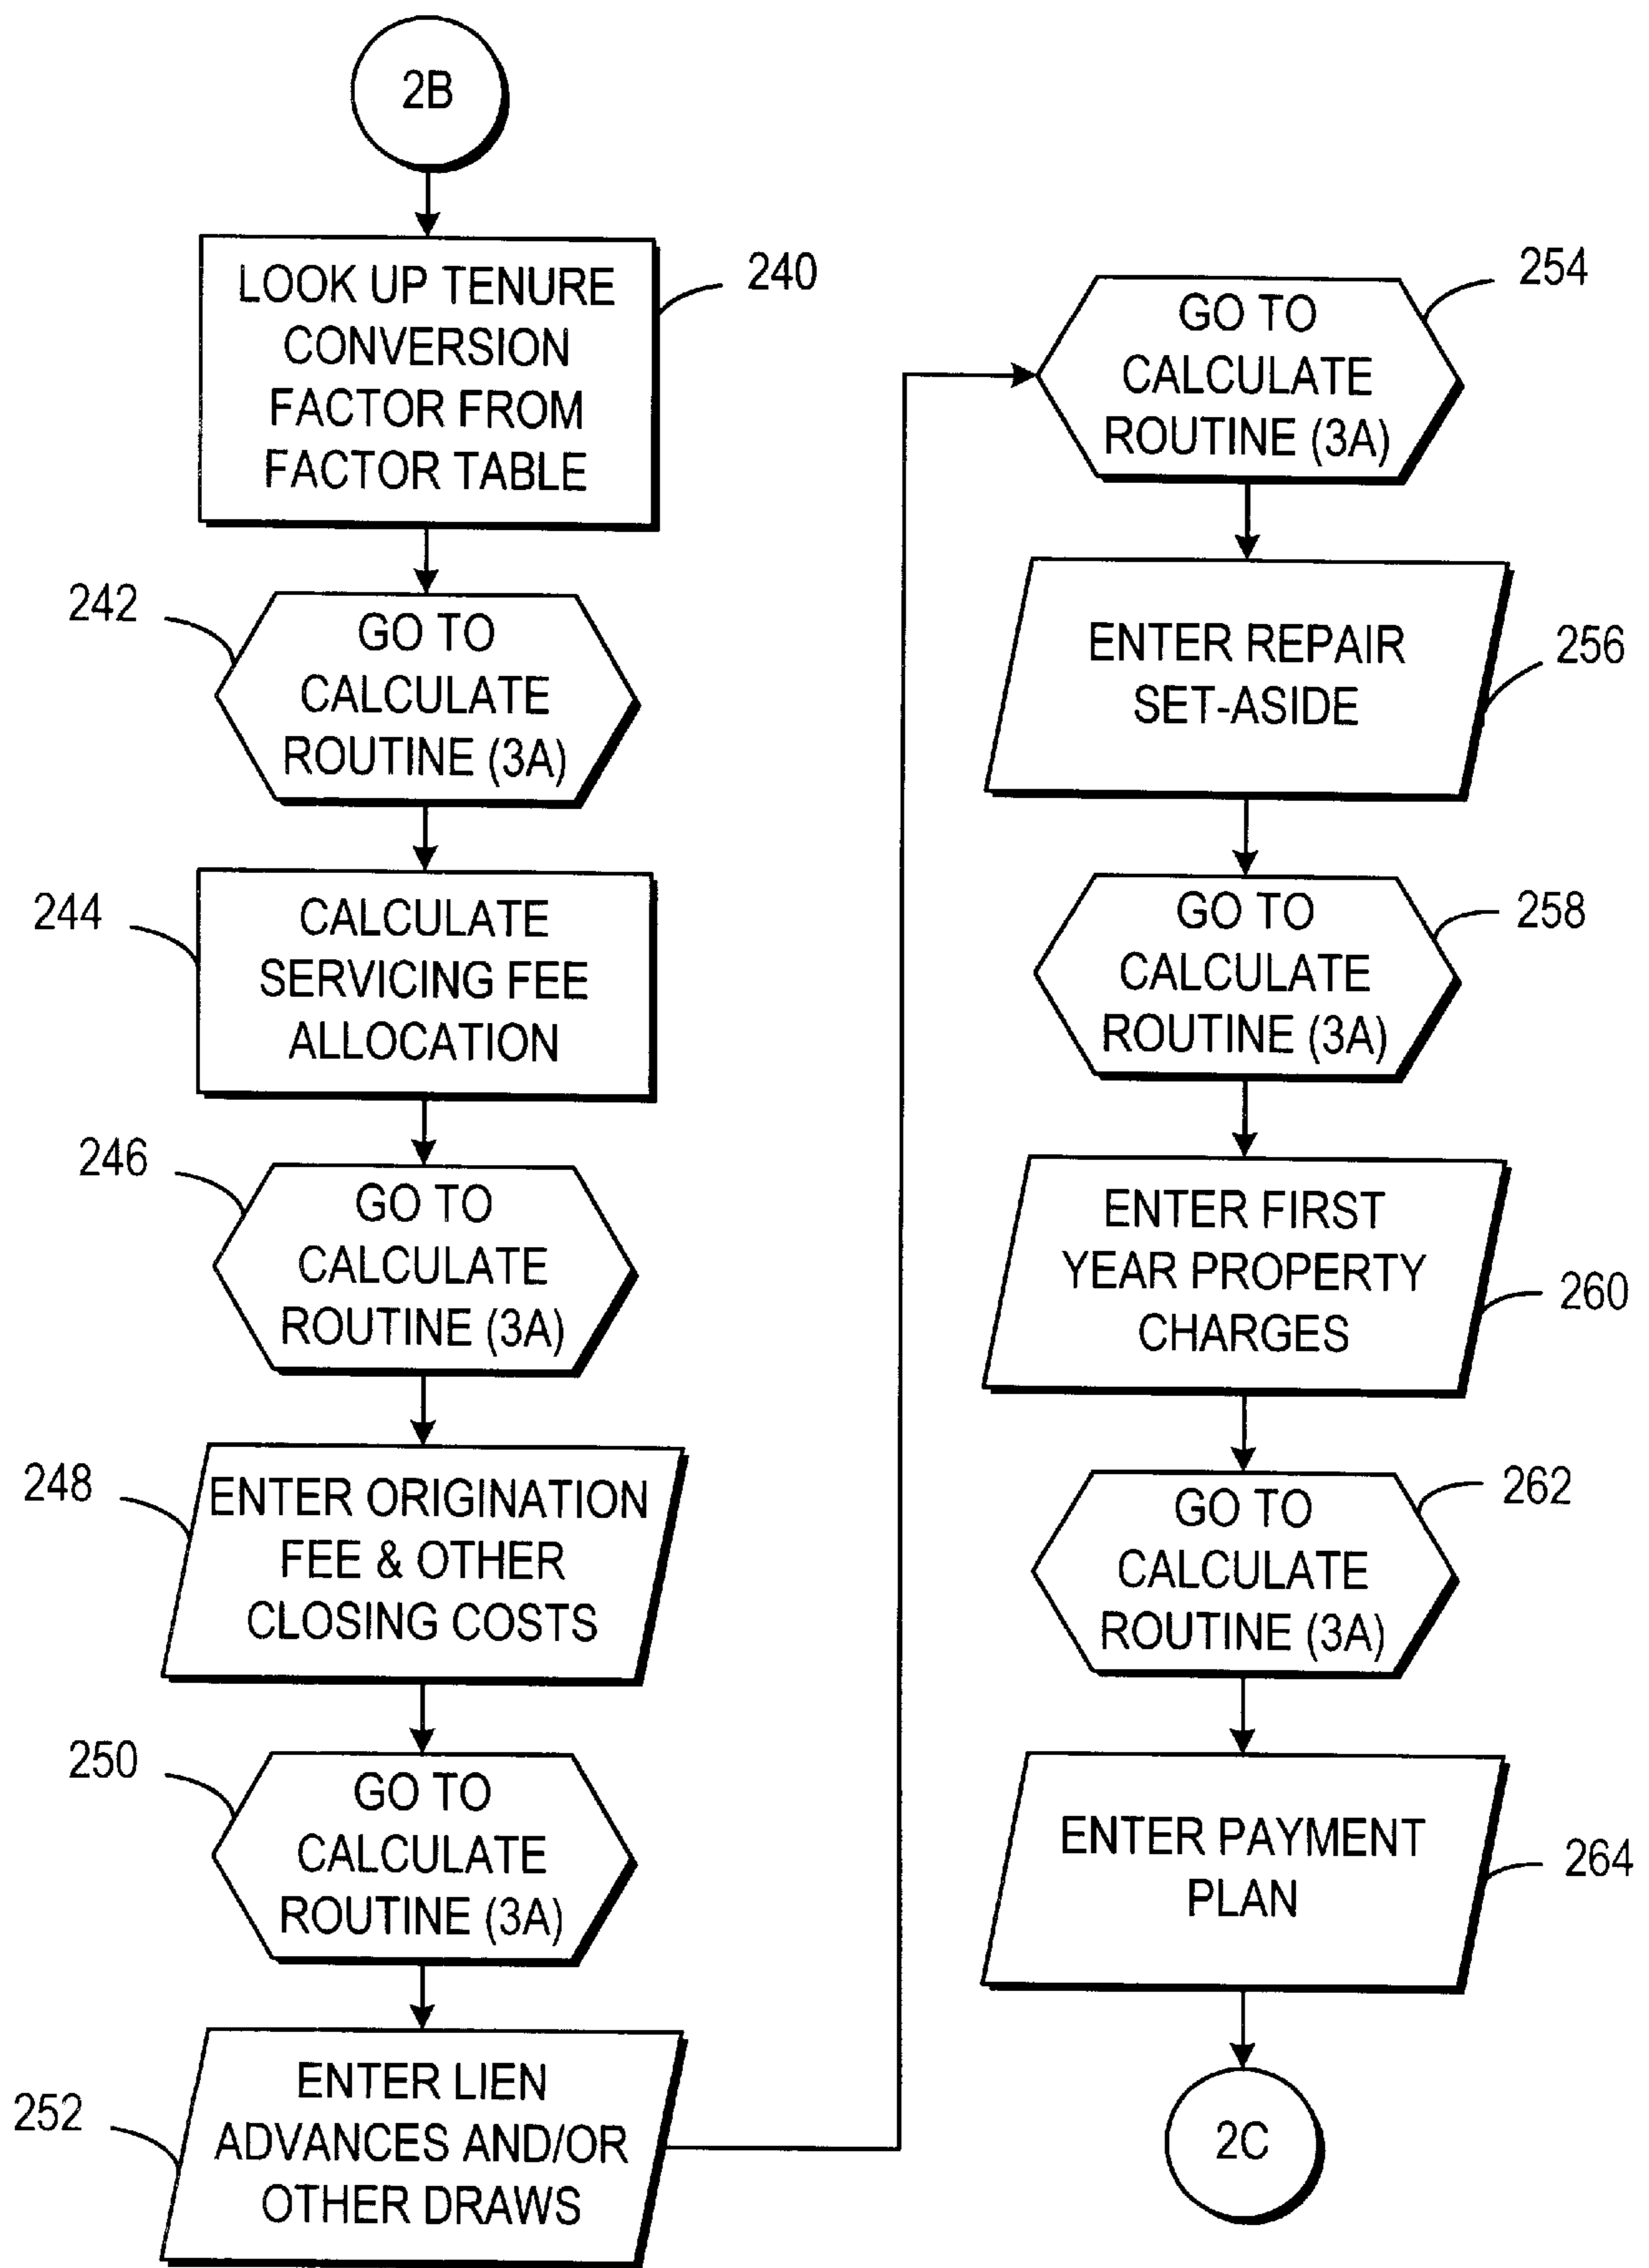 2B
LOOK UP TENURE
CONVERSION
FACTOR FROM
FACTOR TABLE
240
242
GO TO
CALCULATE
ROUTINE (3A)
244
CALCULATE
SERVICING FEE
ALLOCATION
246
GO TO
CALCULATE
ROUTINE (3A)
248
ENTER ORIGINATION
FEE & OTHER
CLOSING COSTS
250
GO TO
CALCULATE
ROUTINE (3A)
252
ENTER LIEN
ADVANCES AND/OR
OTHER DRAWS
254
GO TO
CALCULATE
ROUTINE (3A)
ENTER REPAIR
SET-ASIDE
256
GO TO
CALCULATE
ROUTINE (3A)
258
ENTER FIRST
YEAR PROPERTY
CHARGES
260
GO TO
CALCULATE
ROUTINE (3A)
262
ENTER PAYMENT
PLAN
264
2C